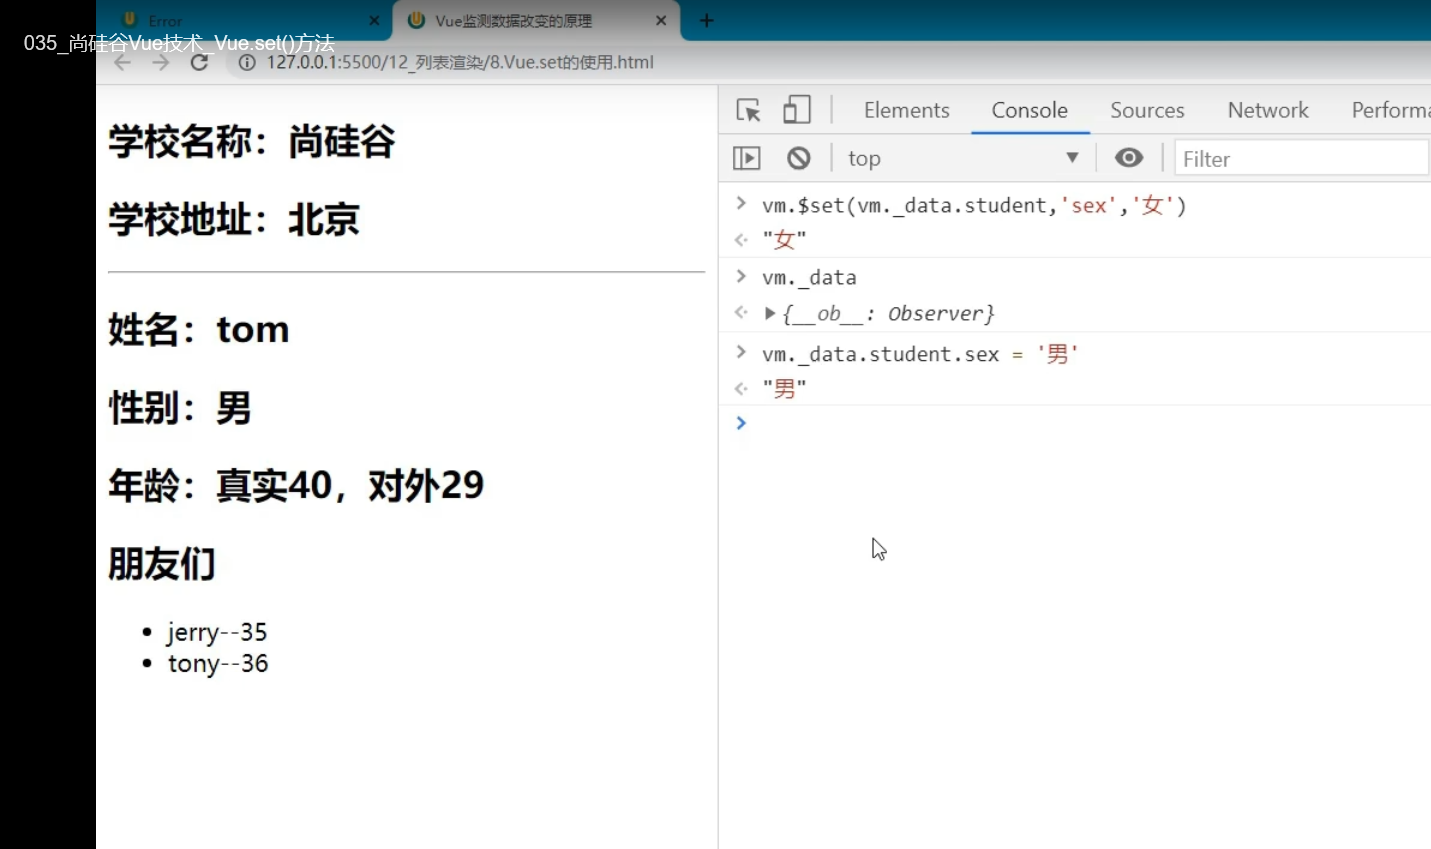 Error
Vue监测数据改变的原理
035_尚硅谷Vue技术_Vue.set()方法
127.0.0.1:5500/12_列表渲染/8.Vue.set的使用.html
学校名称：尚硅谷
学校地址：北京
姓名：tom
性别：男
年龄：真实40，对外29
朋友们
• jerry--35
• tony--36
Elements Console Sources Network Performa
top Filter
vm.$set(vm._data.student,'sex','女')
"女"
vm._data
{__ob__: Observer}
vm._data.student.sex = '男'
"男"